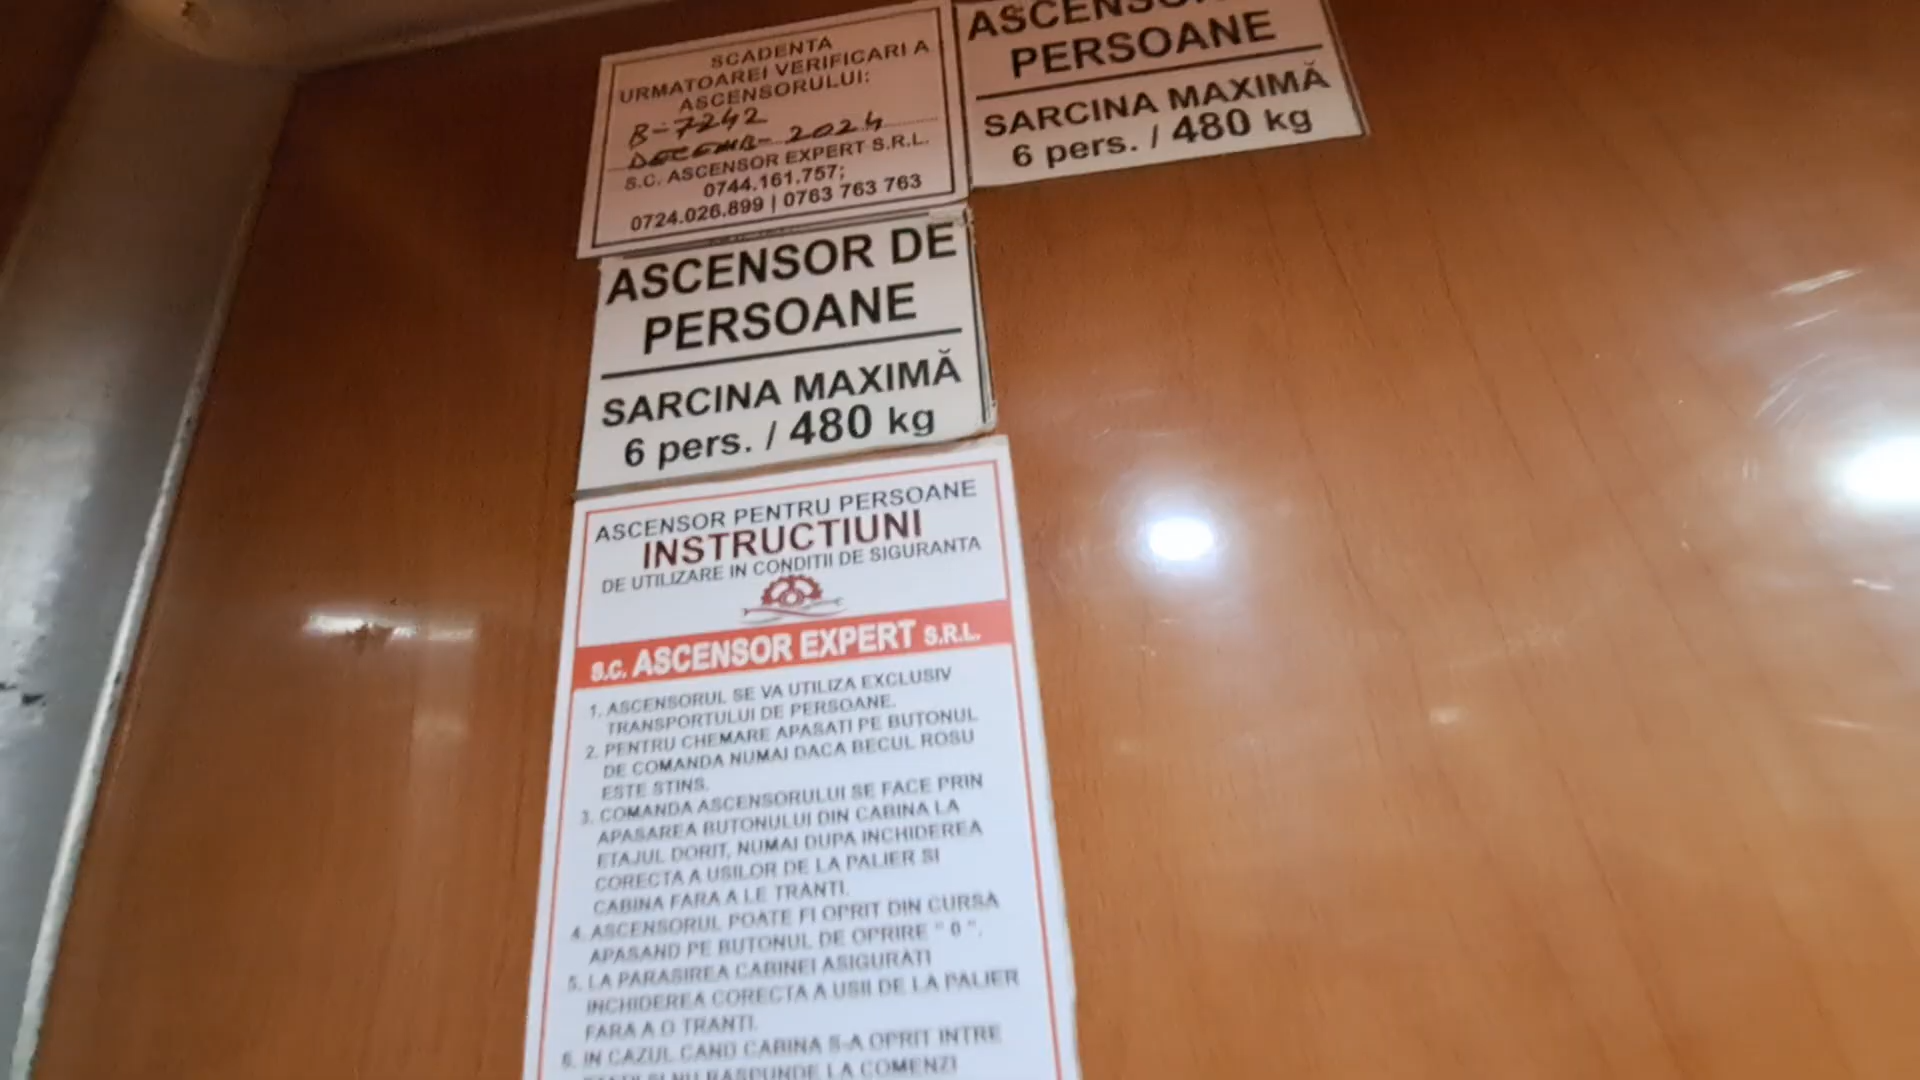 SCADENTA
URMATOAREI VERIFICARI A
ASCENSORULUI:
B-7242
DECEMB- 2024
S.C. ASCENSOR EXPERT S.R.L.
0744.161.757;
0724.026.899 | 0763 763 763
PERSOANE
SARCINA MAXIMĂ
6 pers. / 480 kg
ASCENSOR DE
PERSOANE
SARCINA MAXIMĂ
6 pers. / 480 kg
ASCENSOR PENTRU PERSOANE
INSTRUCTIUNI
DE UTILIZARE IN CONDITII DE SIGURANTA
S.C. ASCENSOR EXPERT S.R.L.
1. ASCENSORUL SE VA UTILIZA EXCLUSIV
TRANSPORTULUI DE PERSOANE.
2. PENTRU CHEMARE APASATI PE BUTONUL
DE COMANDA NUMAI DACA BECUL ROSU
ESTE STINS.
3. COMANDA ASCENSORULUI SE FACE PRIN
APASAREA BUTONULUI DIN CABINA LA
ETAJUL DORIT, NUMAI DUPA INCHIDEREA
CORECTA A USILOR DE LA PALIER SI
CABINA FARA A LE TRANTI.
4. ASCENSORUL POATE FI OPRIT DIN CURSA
APASAND PE BUTONUL DE OPRIRE " 0 ".
5. LA PARASIREA CABINEI ASIGURATI
INCHIDEREA CORECTA A USII DE LA PALIER
FARA A O TRANTI.
6. IN CAZUL CAND CABINA S-A OPRIT INTRE
RASPUNDE LA COMENZI